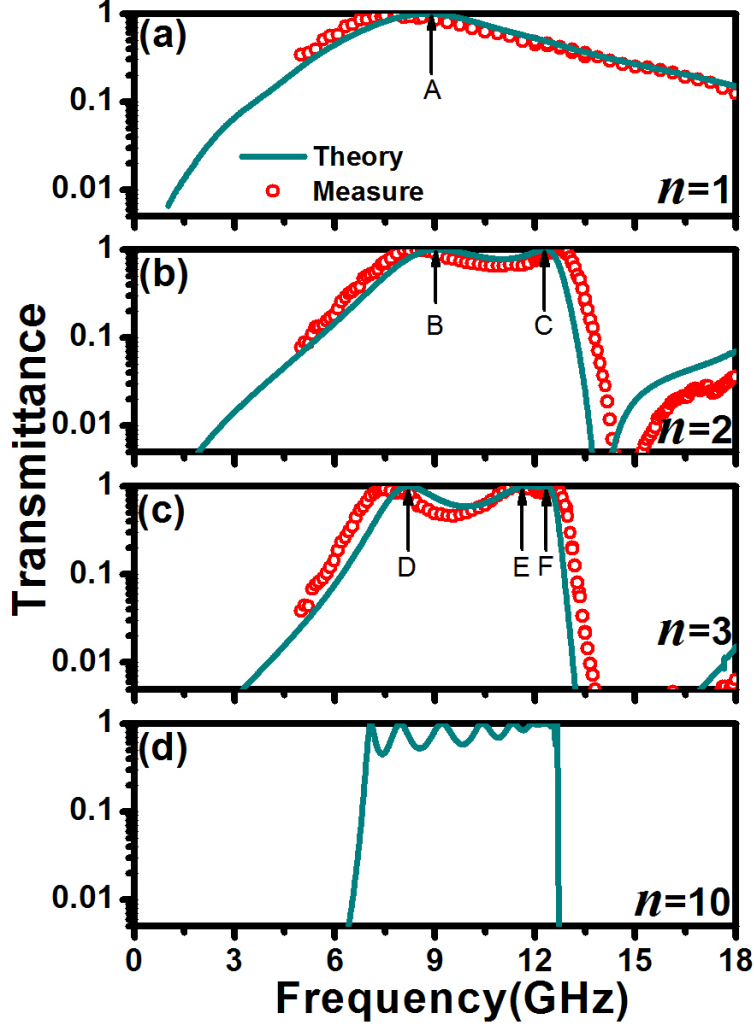 Transmittance
(a)
1
0.1
0.01
A
Theory
Measure
n=1
(b)
1
0.1
0.01
B
C
n=2
(c)
1
0.1
0.01
D
E
F
n=3
(d)
1
0.1
0.01
n=10
0 3 6 9 12 15 18
Frequency(GHz)